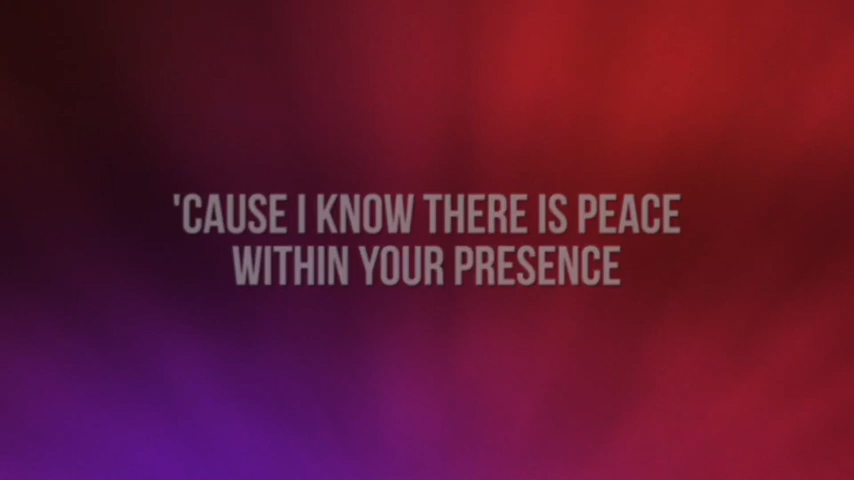 'CAUSE I KNOW THERE IS PEACE
WITHIN YOUR PRESENCE